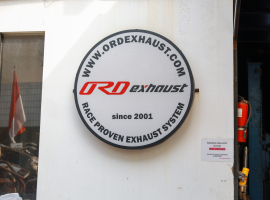 WWW.ORDEXHAUST.COM
ORD exhaust
since 2001
RACE PROVEN EXHAUST SYSTEM